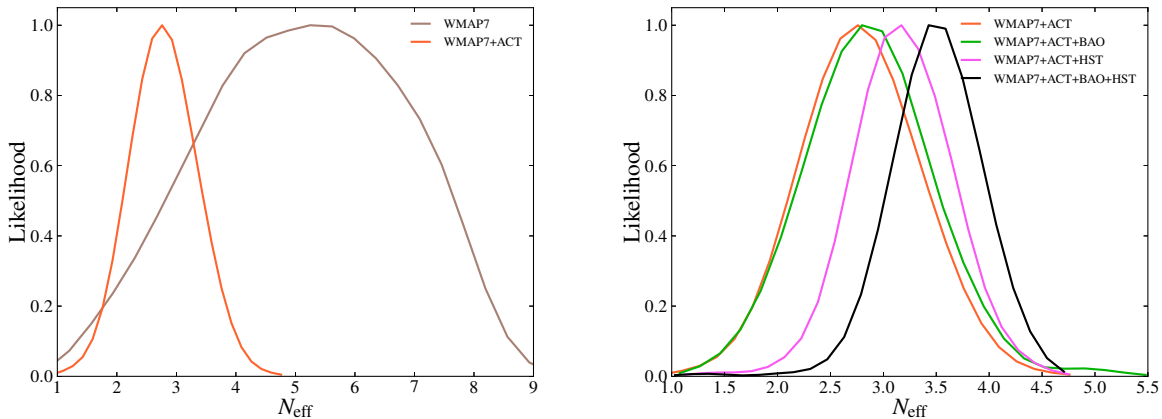 WMAP7
WMAP7+ACT
Likelihood
1.0
0.8
0.6
0.4
0.2
0.0
1 2 3 4 5 6 7 8 9
N_eff
WMAP7+ACT
WMAP7+ACT+BAO
WMAP7+ACT+HST
WMAP7+ACT+BAO+HST
Likelihood
1.0
0.8
0.6
0.4
0.2
0.0
1.0 1.5 2.0 2.5 3.0 3.5 4.0 4.5 5.0 5.5
N_eff